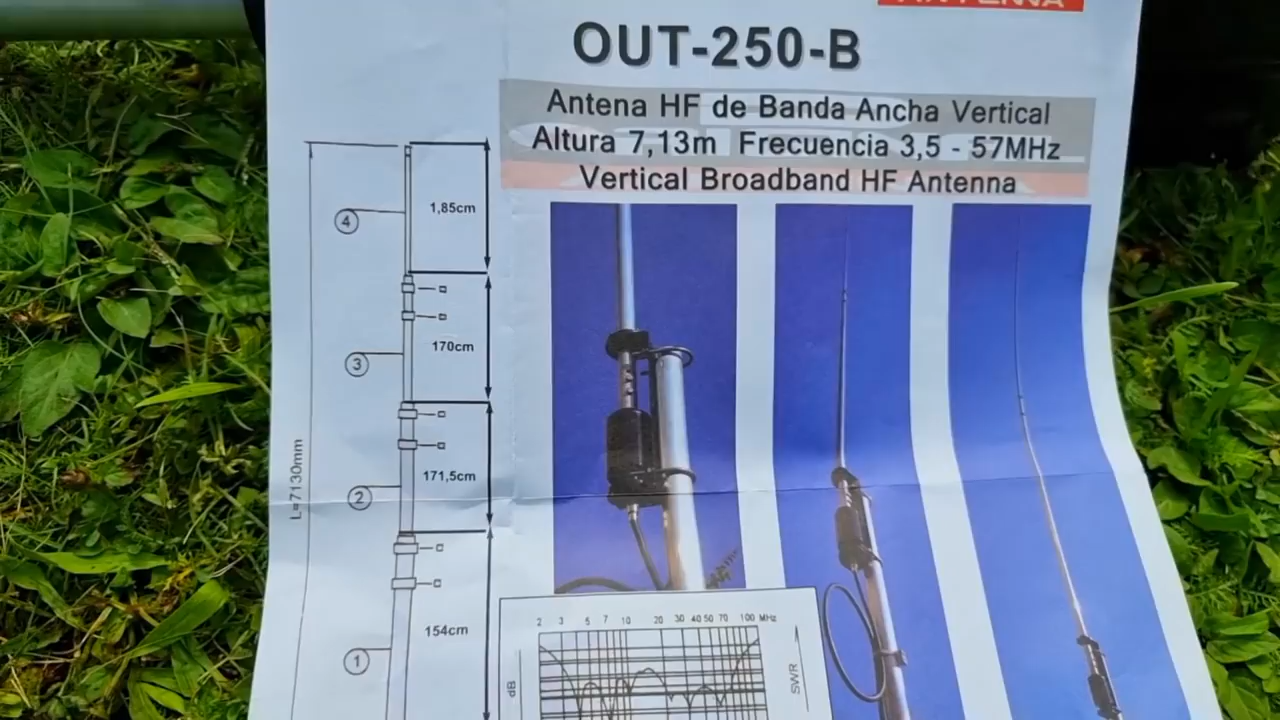 ANTENNA
OUT-250-B
Antena HF de Banda Ancha Vertical
Altura 7,13m Frecuencia 3,5 - 57MHz
Vertical Broadband HF Antenna
4
1,85cm
3
170cm
2
171,5cm
L=7130mm
1
154cm
2 3 5 7 10 20 30 40 50 70 100 MHz
dB
SWR